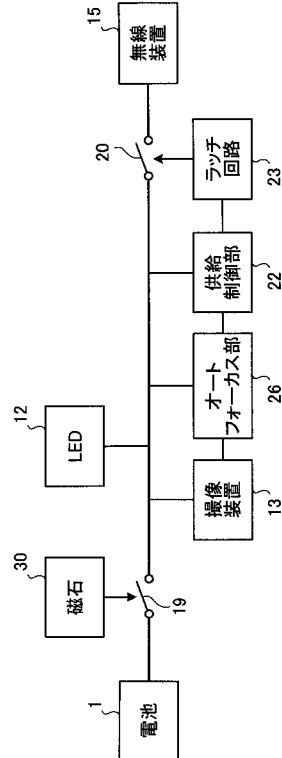 電池
1
磁石
30
19
LED
12
撮像
装置
13
オート
フォーカス部
26
供給
制御部
22
ラッチ
回路
23
20
無線
装置
15